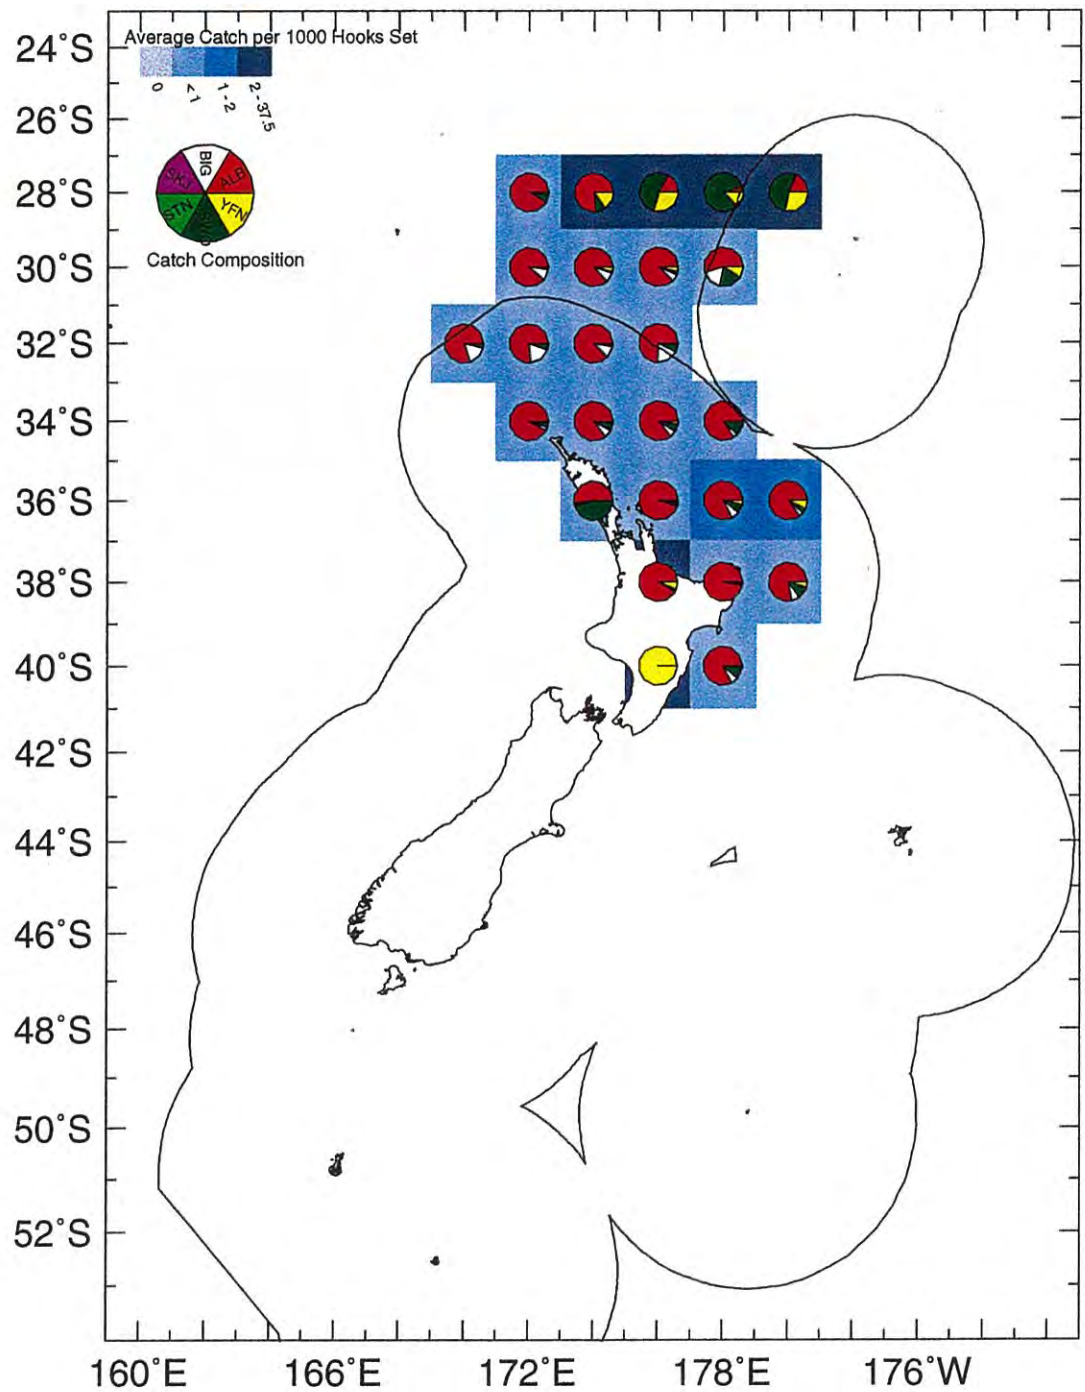 Average Catch per 1000 Hooks Set
0
<1
1 - 2
2 - 37.5
BIG
ALB
YFN
STN
SKJ
Catch Composition
24°S
26°S
28°S
30°S
32°S
34°S
36°S
38°S
40°S
42°S
44°S
46°S
48°S
50°S
52°S
160°E
166°E
172°E
178°E
176°W